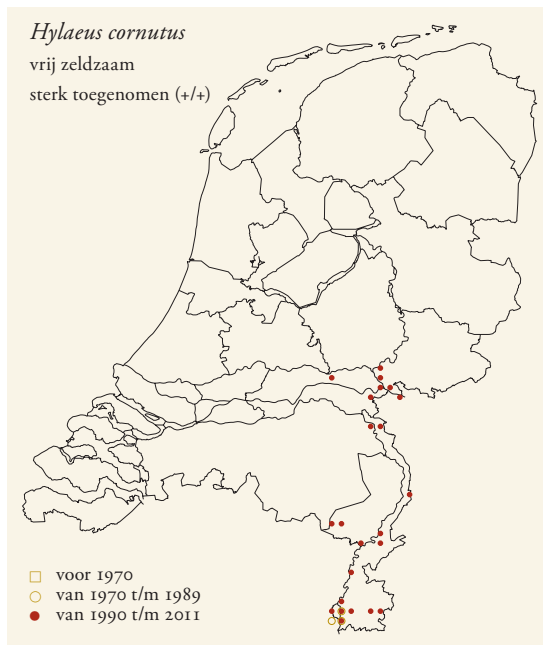 Hylaeus cornutus
vrij zeldzaam
sterk toegenomen (+/+)
voor 1970
van 1970 t/m 1989
van 1990 t/m 2011